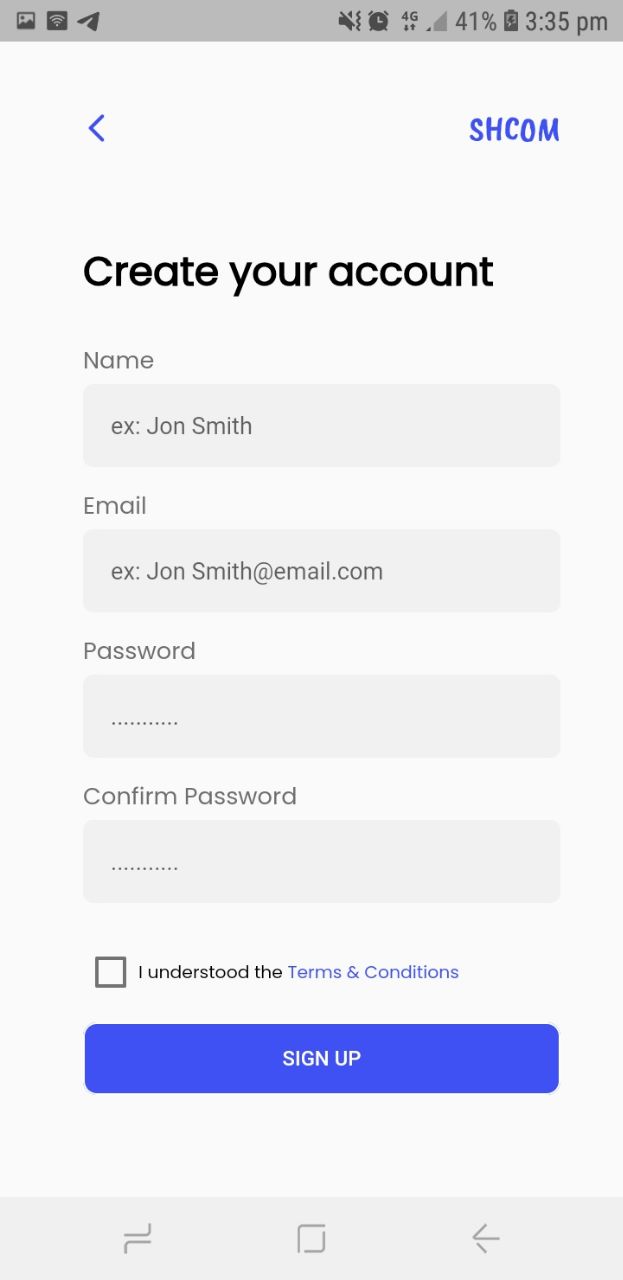 4G 41% 3:35 pm
SHCOM
Create your account
Name
ex: Jon Smith
Email
ex: Jon Smith@email.com
Password
...........
Confirm Password
...........
I understood the Terms & Conditions
SIGN UP